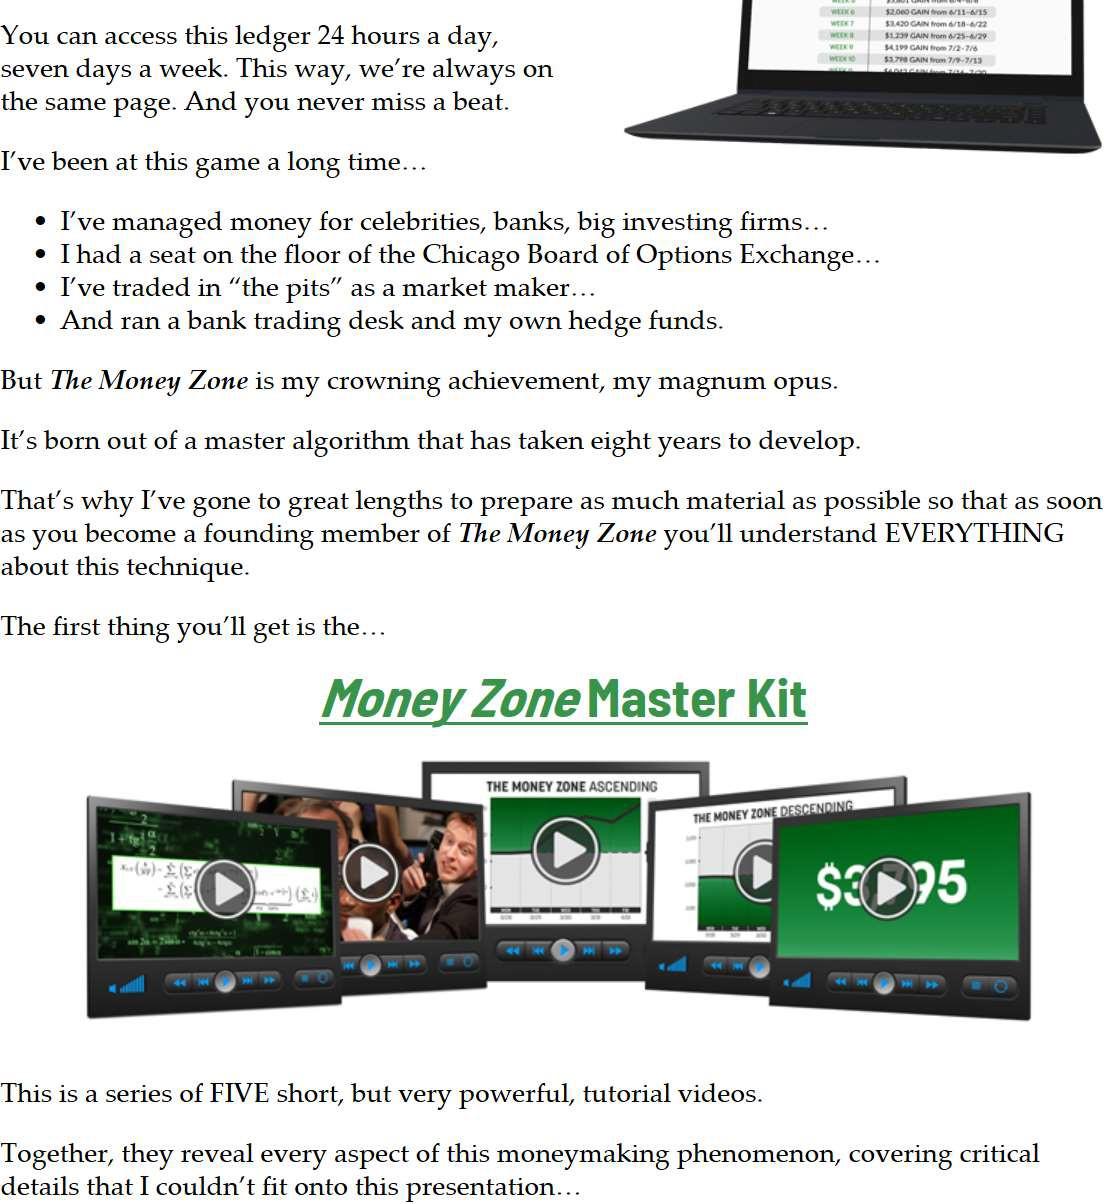 WEEK 6 $2,060 GAIN from 6/11-6/15
WEEK 7 $3,420 GAIN from 6/18-6/22
WEEK 8 $1,239 GAIN from 6/25-6/29
WEEK 9 $4,199 GAIN from 7/2-7/6
WEEK 10 $3,798 GAIN from 7/9-7/13
You can access this ledger 24 hours a day,
seven days a week. This way, we’re always on
the same page. And you never miss a beat.
I’ve been at this game a long time…
• I’ve managed money for celebrities, banks, big investing firms…
• I had a seat on the floor of the Chicago Board of Options Exchange…
• I’ve traded in “the pits” as a market maker…
• And ran a bank trading desk and my own hedge funds.
But The Money Zone is my crowning achievement, my magnum opus.
It’s born out of a master algorithm that has taken eight years to develop.
That’s why I’ve gone to great lengths to prepare as much material as possible so that as soon
as you become a founding member of The Money Zone you’ll understand EVERYTHING
about this technique.
The first thing you’ll get is the…
Money Zone Master Kit
THE MONEY ZONE ASCENDING
THE MONEY ZONE DESCENDING
$3,795
This is a series of FIVE short, but very powerful, tutorial videos.
Together, they reveal every aspect of this moneymaking phenomenon, covering critical
details that I couldn’t fit onto this presentation…